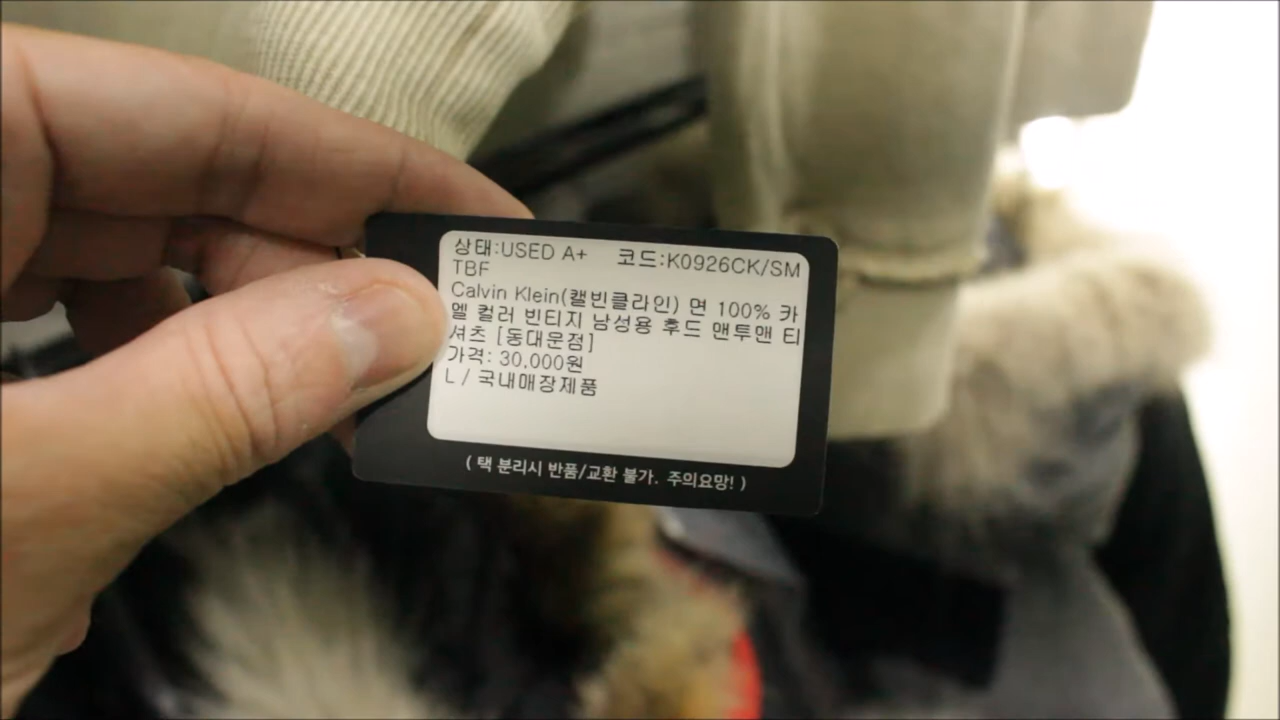 상태:USED A+ 코드:K0926CK/SM
TBF
Calvin Klein(캘빈클라인) 면 100% 카
멜 컬러 빈티지 남성용 후드 맨투맨 티
셔츠 [동대문점]
가격: 30,000원
L / 국내매장제품
( 택 분리시 반품/교환 불가. 주의요망! )